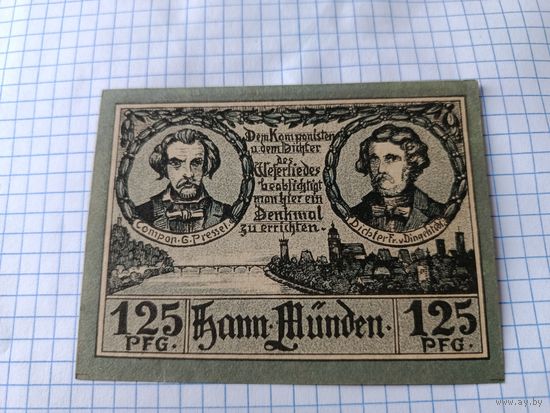 Dem Komponisten
u. dem Dichter
des
Weserliedes
beabsichtigt
man hier ein
Denkmal
zu errichten.
Compon. G. Pressel.
Dichter Fr. v. Dingelstedt
125
PFG.
Hann. Münden.
125
PFG.
www.ay.by